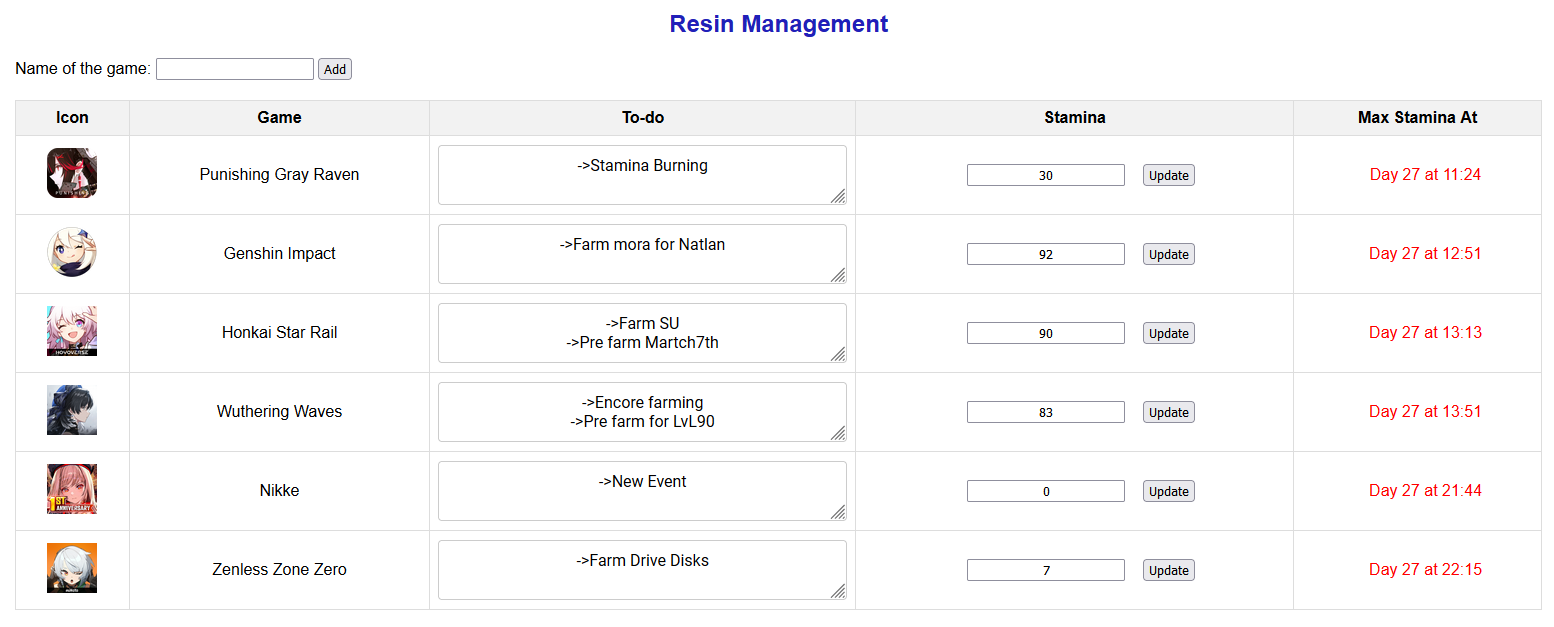 Resin Management
Name of the game: Add
Icon Game To-do Stamina Max Stamina At
PUNISHING
Punishing Gray Raven ->Stamina Burning 30 Update Day 27 at 11:24
Genshin Impact ->Farm mora for Natlan 92 Update Day 27 at 12:51
->Farm SU
Honkai Star Rail 90 Update Day 27 at 13:13
->Pre farm Martch7th
HOYOVERSE
->Encore farming
Wuthering Waves 83 Update Day 27 at 13:51
->Pre farm for LvL90
Nikke ->New Event 0 Update Day 27 at 21:44
1ST
ANNIVERSARY
Zenless Zone Zero ->Farm Drive Disks 7 Update Day 27 at 22:15